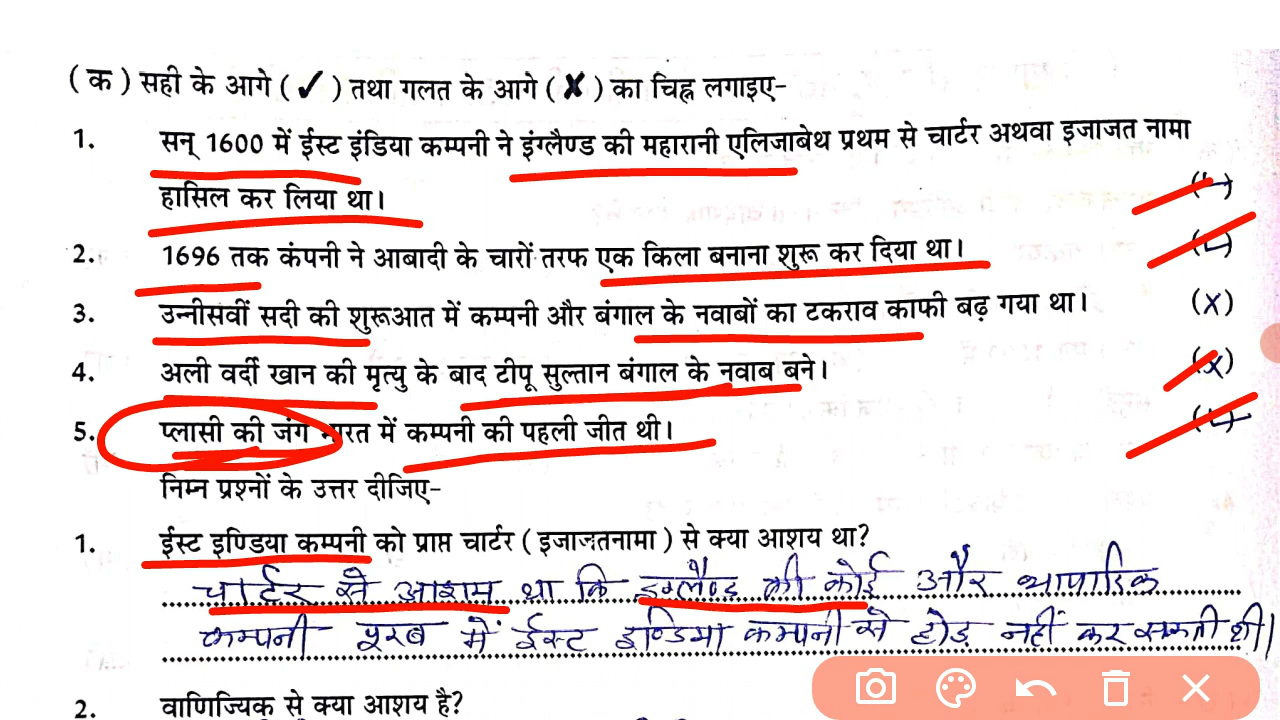 ( क ) सही के आगे ( ✓ ) तथा गलत के आगे ( ✗ ) का चिह्न लगाइए-
1. सन् 1600 में ईस्ट इंडिया कम्पनी ने इंग्लैण्ड की महारानी एलिजाबेथ प्रथम से चार्टर अथवा इजाजत नामा
हासिल कर लिया था। (✓)
2. 1696 तक कंपनी ने आबादी के चारों तरफ एक किला बनाना शुरू कर दिया था। (✓)
3. उन्नीसवीं सदी की शुरूआत में कम्पनी और बंगाल के नवाबों का टकराव काफी बढ़ गया था। (x)
4. अली वर्दी खान की मृत्यु के बाद टीपू सुल्तान बंगाल के नवाब बने। (x)
5. प्लासी की जंग भारत में कम्पनी की पहली जीत थी। (✓)
निम्न प्रश्नों के उत्तर दीजिए-
1. ईस्ट इण्डिया कम्पनी को प्राप्त चार्टर ( इजाजतनामा ) से क्या आशय था?
चार्टर से आशय था कि इग्लैण्ड की कोई और व्यापारिक
कम्पनी पूरब में ईस्ट इण्डिया कम्पनी से होड़ नहीं कर सकती थी।
2. वाणिज्यिक से क्या आशय है?